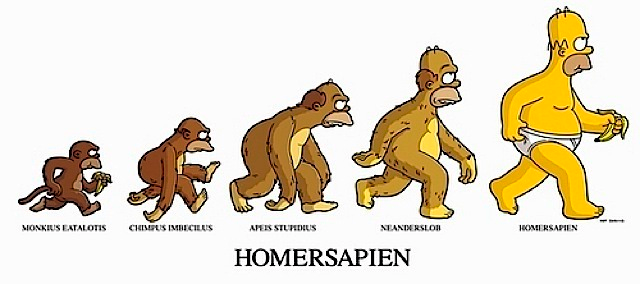 MONKIUS EATALOTIS
CHIMPUS IMBECILUS
APEIS STUPIDIUS
NEANDERSLOB
HOMERSAPIEN
HOMERSAPIEN